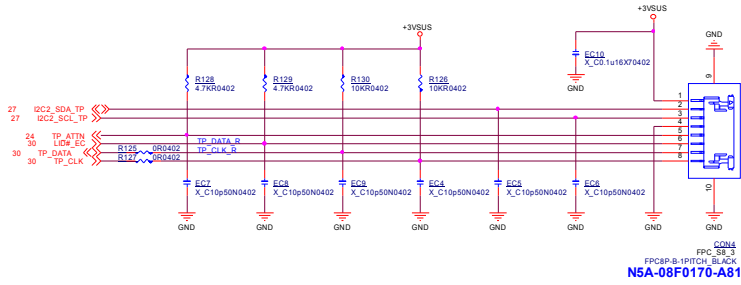 +3VSUS
+3VSUS
GND
EC10
X_C0.1u16X70402
GND
R128
4.7KR0402
R129
4.7KR0402
R130
10KR0402
R126
10KR0402
9
27 I2C2_SDA_TP
27 I2C2_SCL_TP
24 TP_ATTN
30 LID#_EC
30 TP_DATA
30 TP_CLK
R125 0R0402
R127 0R0402
TP_DATA_R
TP_CLK_R
1
2
3
4
5
6
7
8
EC7
X_C10p50N0402
EC8
X_C10p50N0402
EC9
X_C10p50N0402
EC4
X_C10p50N0402
EC5
X_C10p50N0402
EC6
X_C10p50N0402
10
GND
GND
GND
GND
GND
GND
GND
CON4
FPC_S8_3
FPC8P-B-1PITCH_BLACK
N5A-08F0170-A81